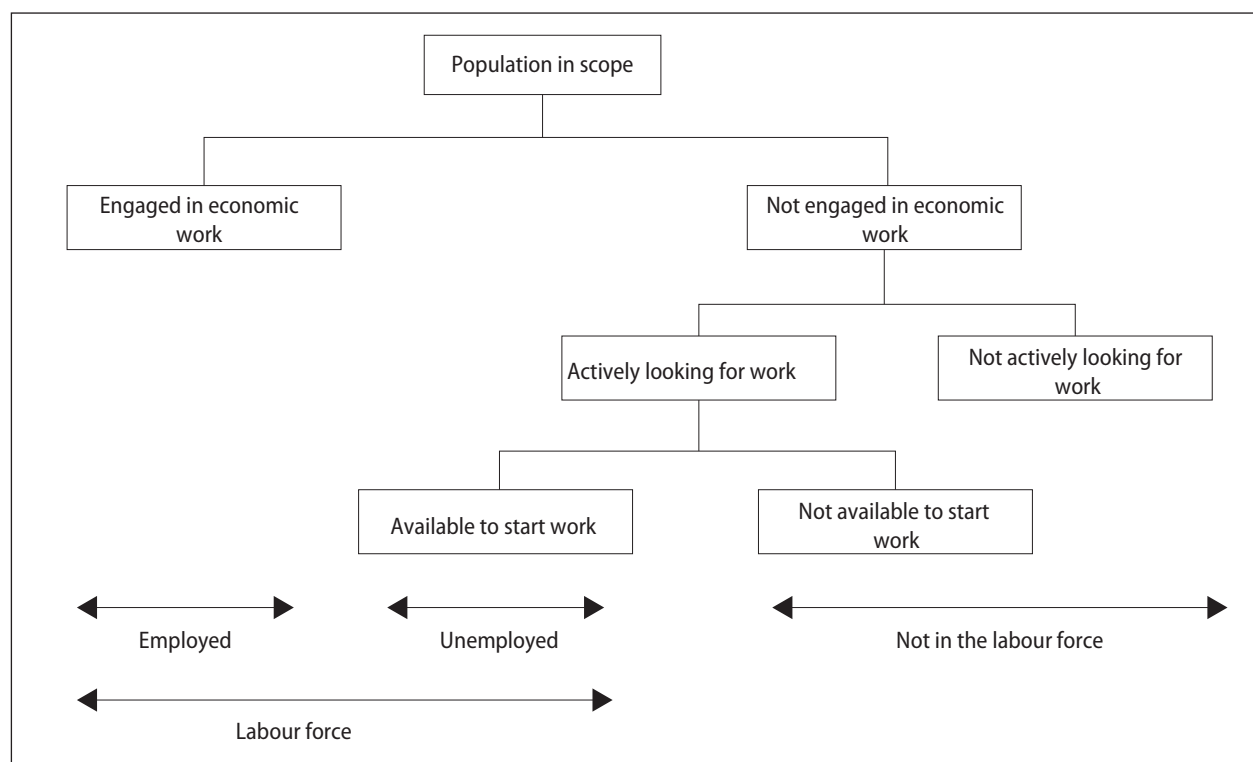 Population in scope
Engaged in economic
work
Not engaged in economic
work
Actively looking for work
Not actively looking for
work
Available to start work
Not available to start
work
Employed
Unemployed
Not in the labour force
Labour force